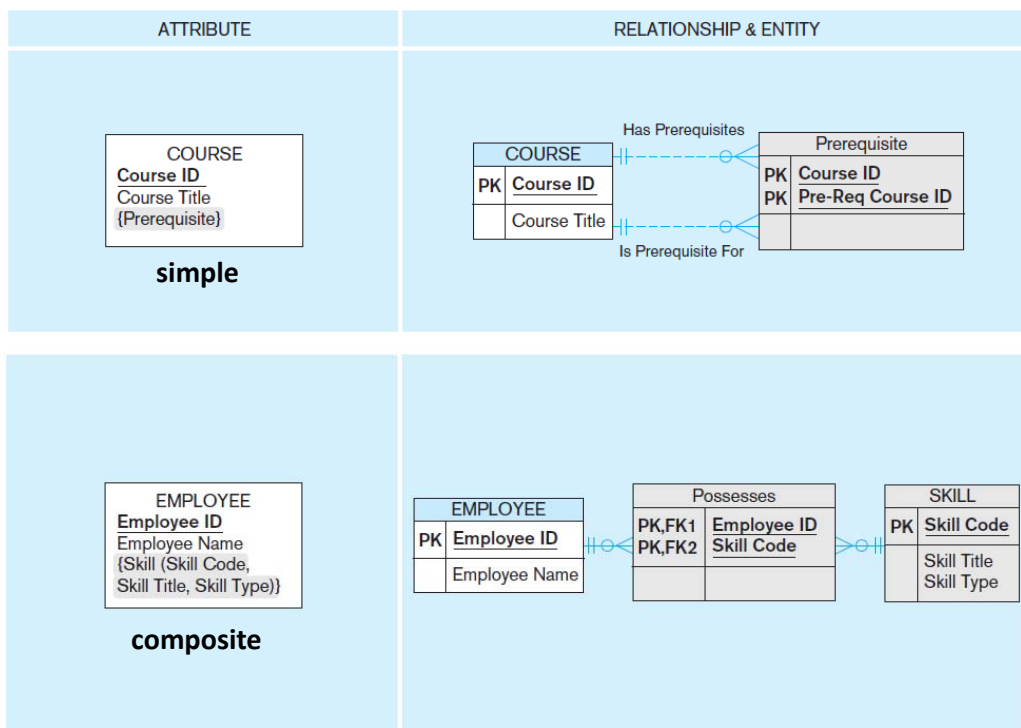 ATTRIBUTE
RELATIONSHIP & ENTITY
COURSE
Course ID
Course Title
{Prerequisite}
simple
Has Prerequisites
COURSE
PK Course ID
Course Title
Is Prerequisite For
Prerequisite
PK Course ID
PK Pre-Req Course ID
EMPLOYEE
Employee ID
Employee Name
{Skill (Skill Code,
Skill Title, Skill Type)}
composite
EMPLOYEE
PK Employee ID
Employee Name
Possesses
PK,FK1 Employee ID
PK,FK2 Skill Code
SKILL
PK Skill Code
Skill Title
Skill Type